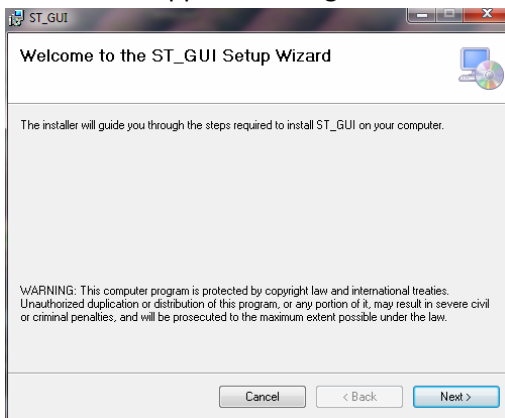 ST_GUI
Welcome to the ST_GUI Setup Wizard
The installer will guide you through the steps required to install ST_GUI on your computer.
WARNING: This computer program is protected by copyright law and international treaties.
Unauthorized duplication or distribution of this program, or any portion of it, may result in severe civil
or criminal penalties, and will be prosecuted to the maximum extent possible under the law.
Cancel < Back Next >